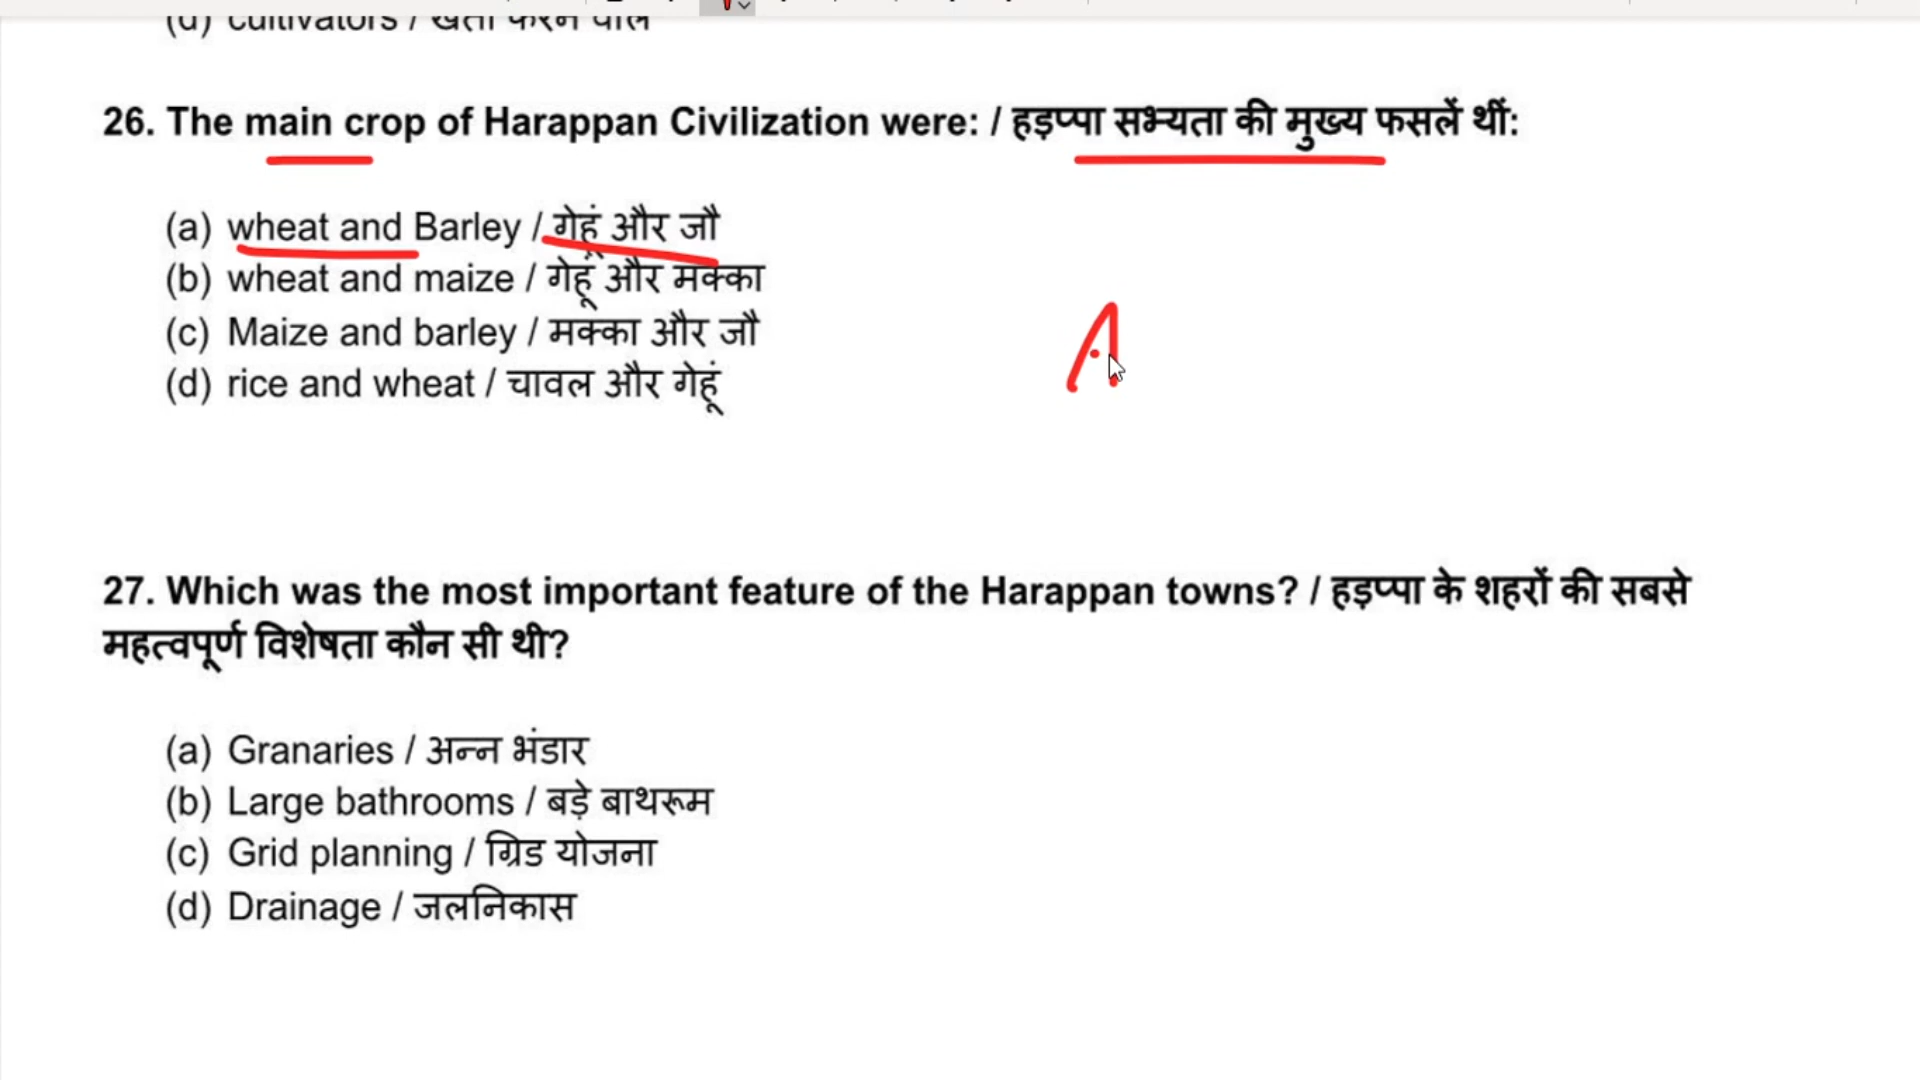 (d) cultivators / खेती करने वाले
26. The main crop of Harappan Civilization were: / हड़प्पा सभ्यता की मुख्य फसलें थीं:
(a) wheat and Barley / गेहूं और जौ
(b) wheat and maize / गेहूं और मक्का
(c) Maize and barley / मक्का और जौ
(d) rice and wheat / चावल और गेहूं
A
27. Which was the most important feature of the Harappan towns? / हड़प्पा के शहरों की सबसे
महत्वपूर्ण विशेषता कौन सी थी?
(a) Granaries / अन्न भंडार
(b) Large bathrooms / बड़े बाथरूम
(c) Grid planning / ग्रिड योजना
(d) Drainage / जलनिकास